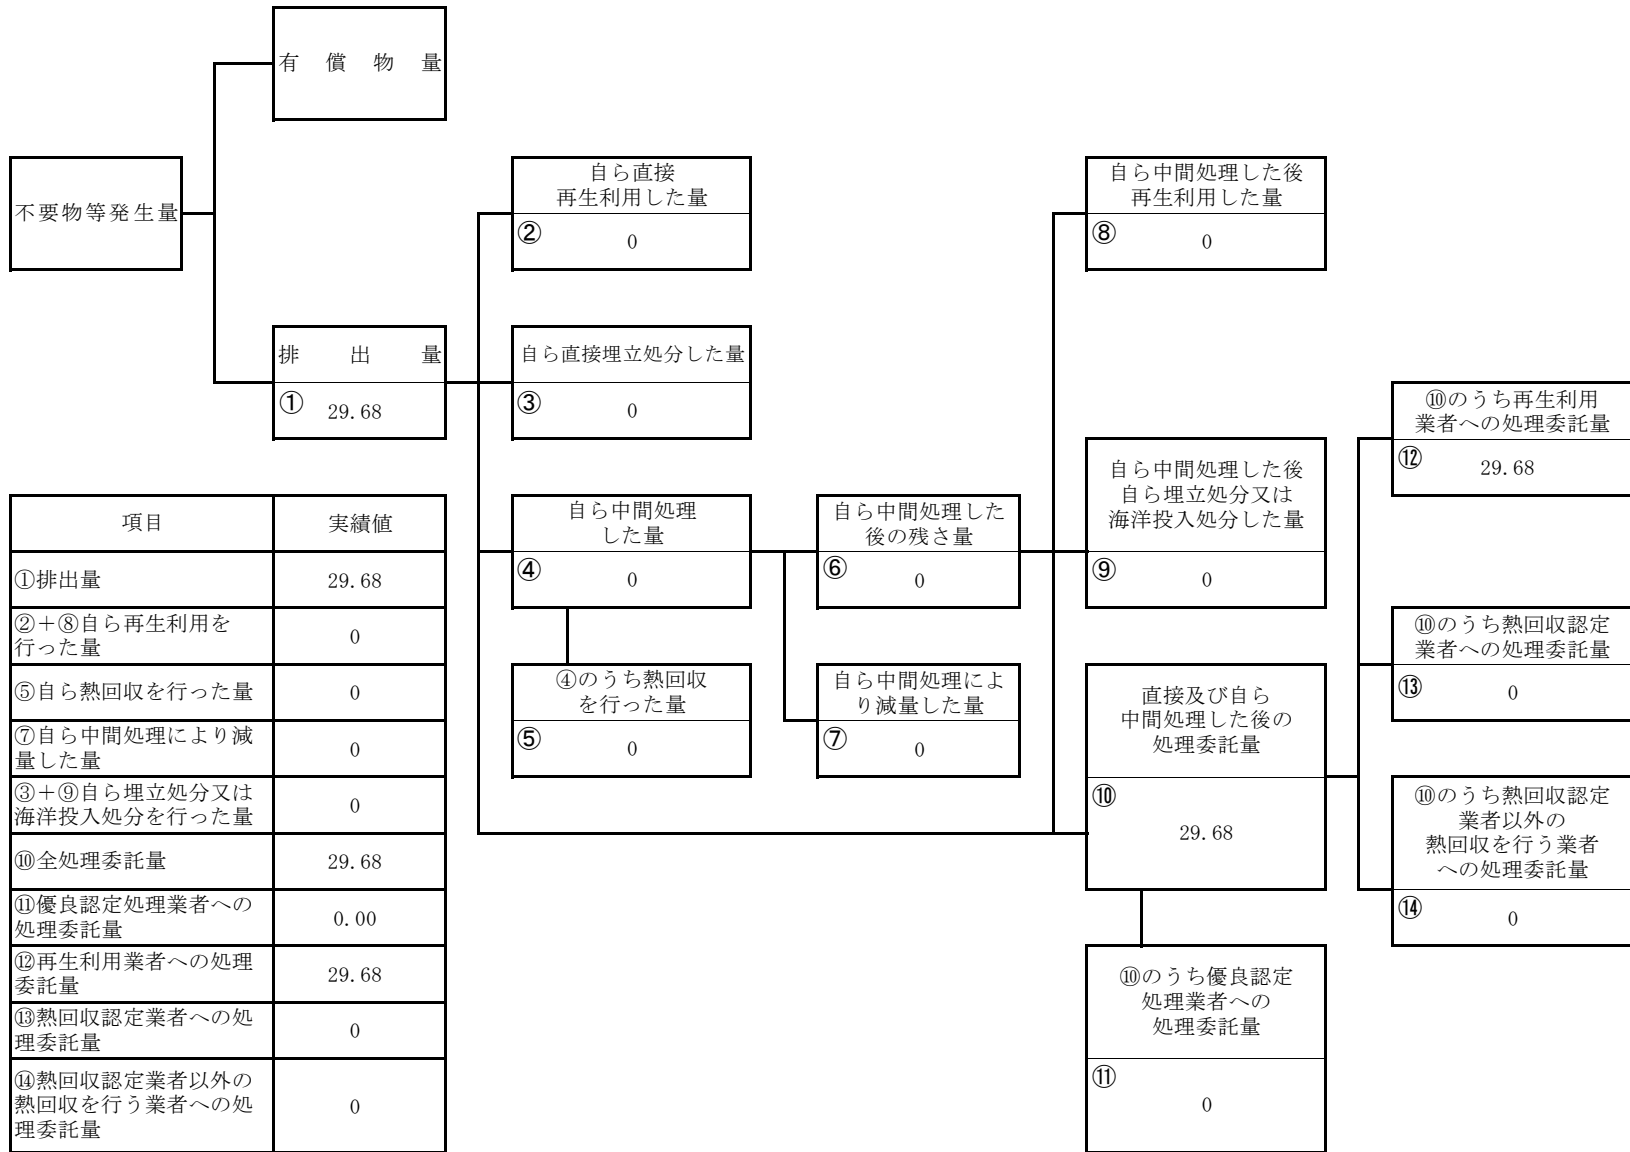 有償物量
不要物等発生量
排出量
① 29.68
自ら直接
再生利用した量
② 0
自ら直接埋立処分した量
③ 0
自ら中間処理
した量
④ 0
④のうち熱回収
を行った量
⑤ 0
自ら中間処理した
後の残さ量
⑥ 0
自ら中間処理によ
り減量した量
⑦ 0
自ら中間処理した後
再生利用した量
⑧ 0
自ら中間処理した後
自ら埋立処分又は
海洋投入処分した量
⑨ 0
直接及び自ら
中間処理した後の
処理委託量
⑩
29.68
⑩のうち優良認定
処理業者への
処理委託量
⑪
0
⑩のうち再生利用
業者への処理委託量
⑫ 29.68
⑩のうち熱回収認定
業者への処理委託量
⑬ 0
⑩のうち熱回収認定
業者以外の
熱回収を行う業者
への処理委託量
⑭ 0
項目 実績値
①排出量 29.68
②＋⑧自ら再生利用を
行った量 0
⑤自ら熱回収を行った量 0
⑦自ら中間処理により減
量した量 0
③＋⑨自ら埋立処分又は
海洋投入処分を行った量 0
⑩全処理委託量 29.68
⑪優良認定処理業者への
処理委託量 0.00
⑫再生利用業者への処理
委託量 29.68
⑬熱回収認定業者への処
理委託量 0
⑭熱回収認定業者以外の
熱回収を行う業者への処
理委託量 0